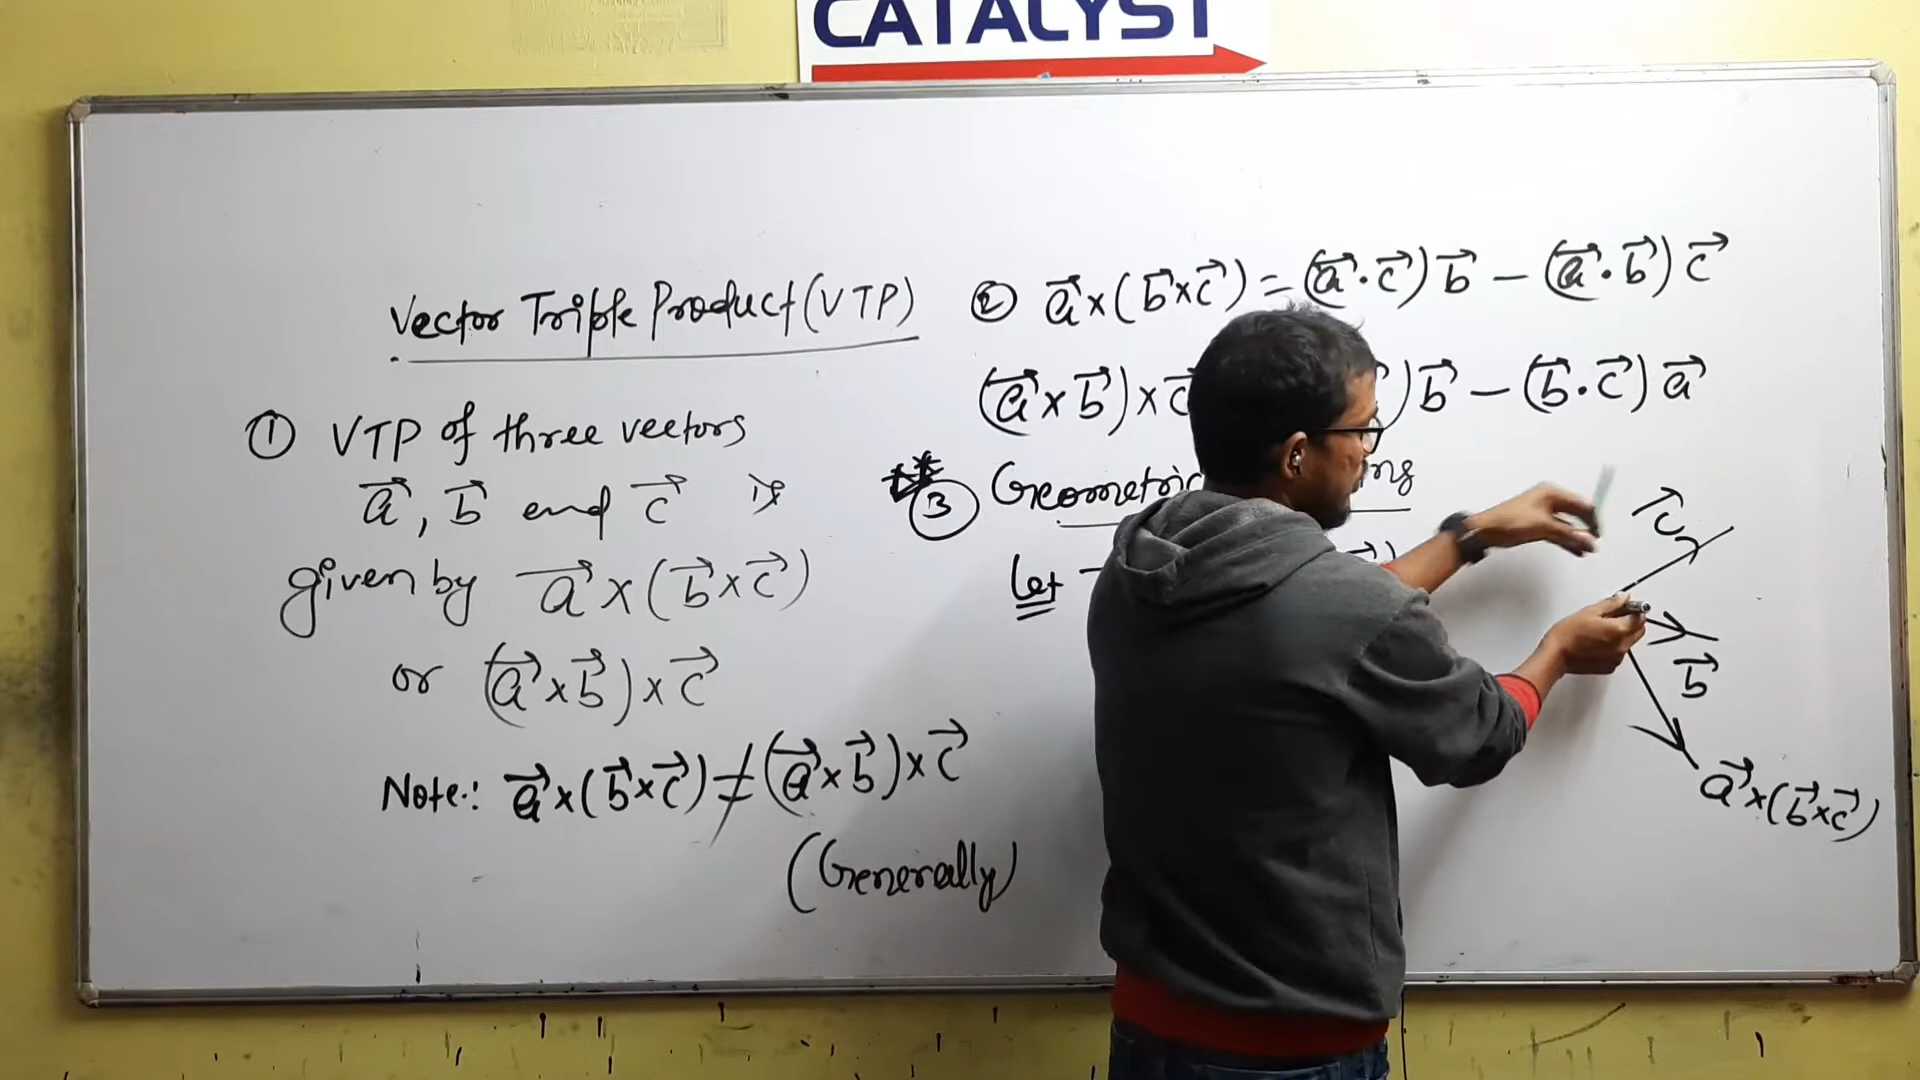 CATALYST
Vector Triple Product (VTP)
① VTP of three vectors
a⃗, b⃗ and c⃗ is
given by a⃗ × (b⃗ × c⃗)
or (a⃗ × b⃗) × c⃗
Note: a⃗ × (b⃗ × c⃗) ≠ (a⃗ × b⃗) × c⃗
(Generally)
② a⃗ × (b⃗ × c⃗) = (a⃗ · c⃗) b⃗ − (a⃗ · b⃗) c⃗
(a⃗ × b⃗) × c⃗ ) b⃗ − (b⃗ · c⃗) a⃗
③
Let
c⃗
b⃗
a⃗ × (b⃗ × c⃗)